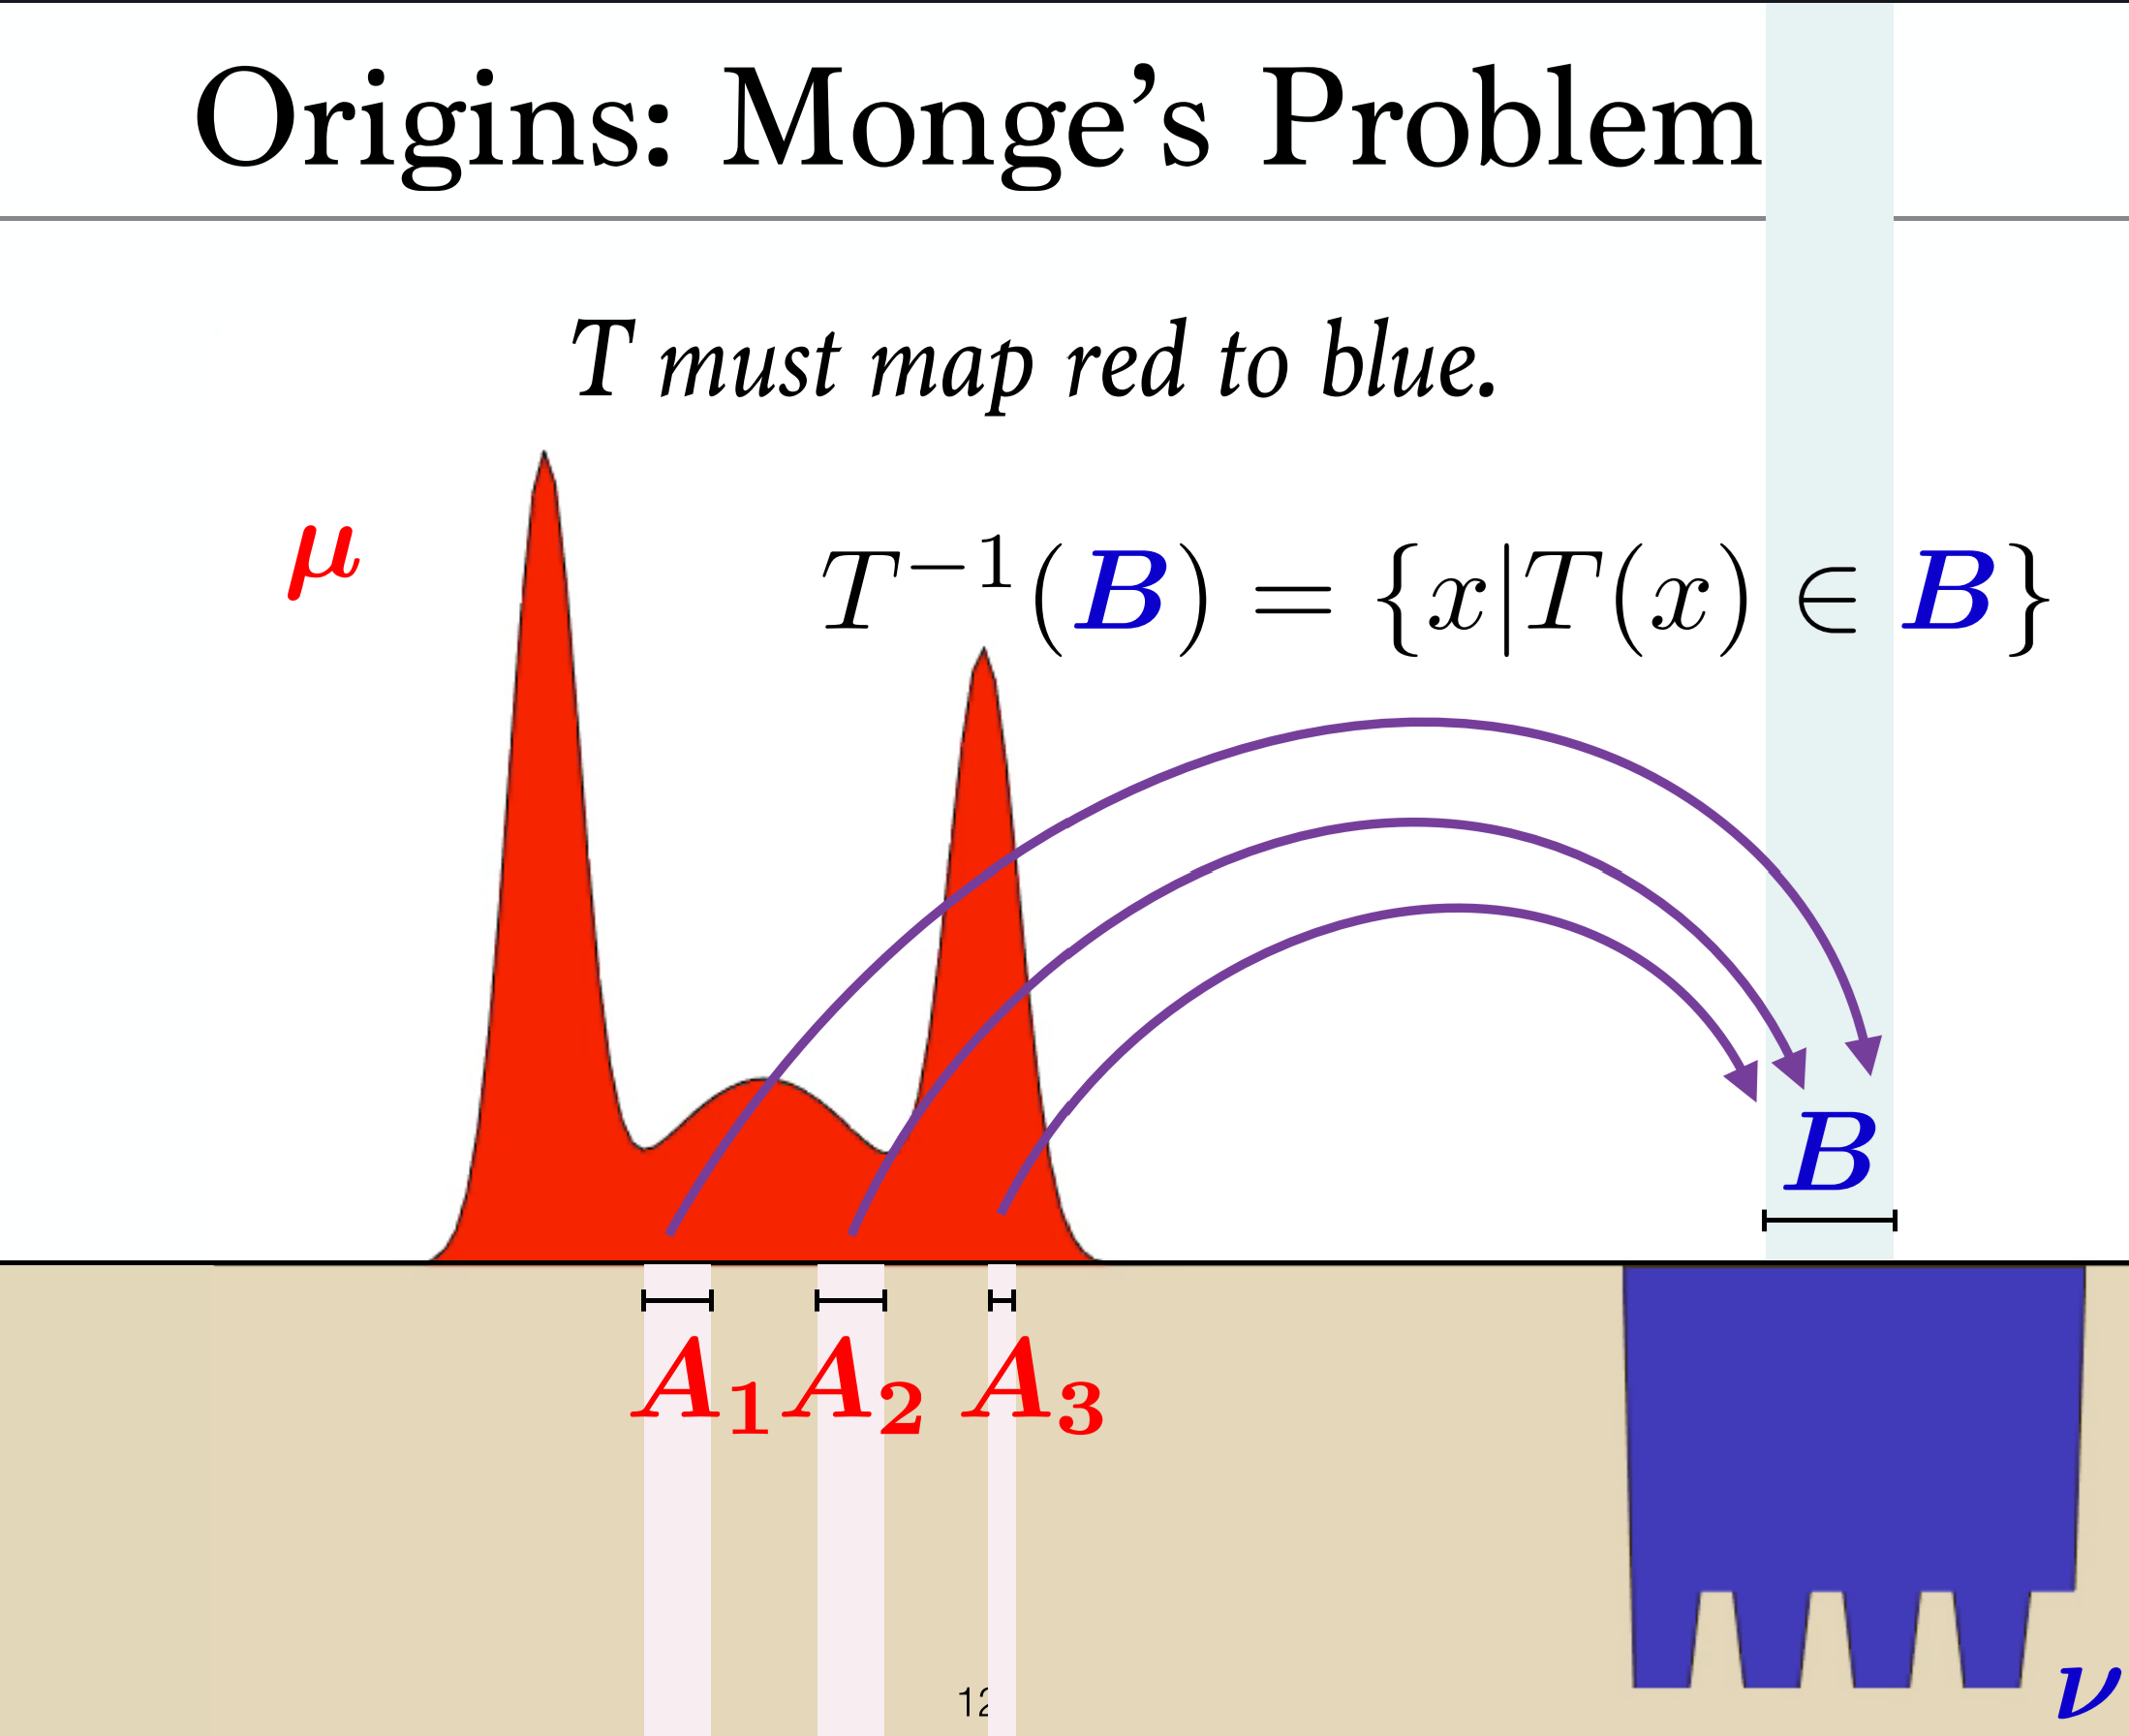 Origins: Monge’s Problem
T must map red to blue.
μ
T⁻¹(B) = {x|T(x) ∈ B}
B
A₁ A₂ A₃
ν